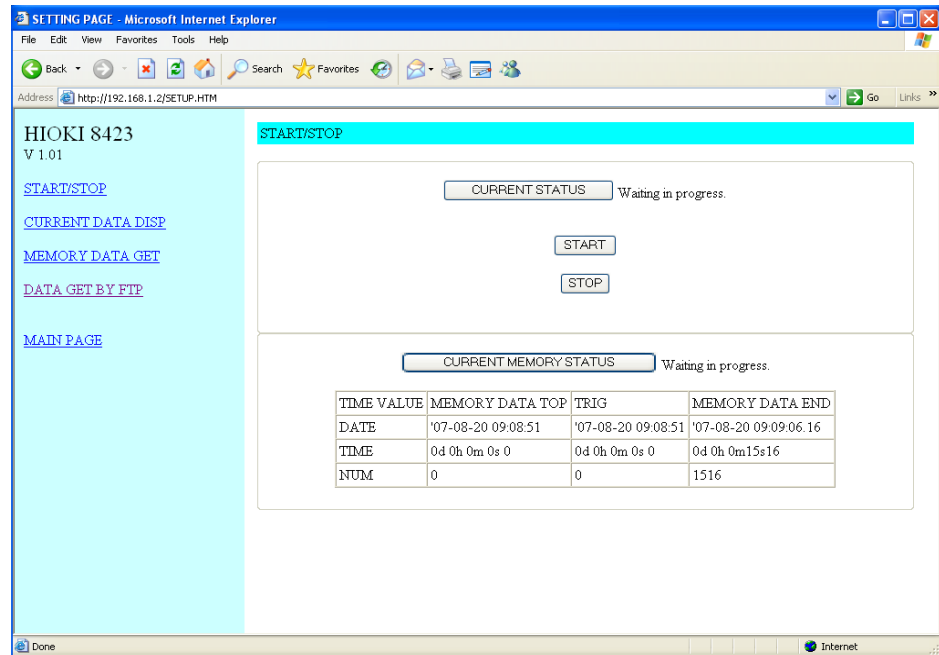 SETTING PAGE - Microsoft Internet Explorer
File Edit View Favorites Tools Help
Back Search Favorites
Address http://192.168.1.2/SETUP.HTM Go Links »
HIOKI 8423
V 1.01
START/STOP
CURRENT DATA DISP
MEMORY DATA GET
DATA GET BY FTP
MAIN PAGE
START/STOP
CURRENT STATUS Waiting in progress.
START
STOP
CURRENT MEMORY STATUS Waiting in progress.
TIME VALUE MEMORY DATA TOP TRIG MEMORY DATA END
DATE '07-08-20 09:08:51 '07-08-20 09:08:51 '07-08-20 09:09:06.16
TIME 0d 0h 0m 0s 0 0d 0h 0m 0s 0 0d 0h 0m15s16
NUM 0 0 1516
Done Internet